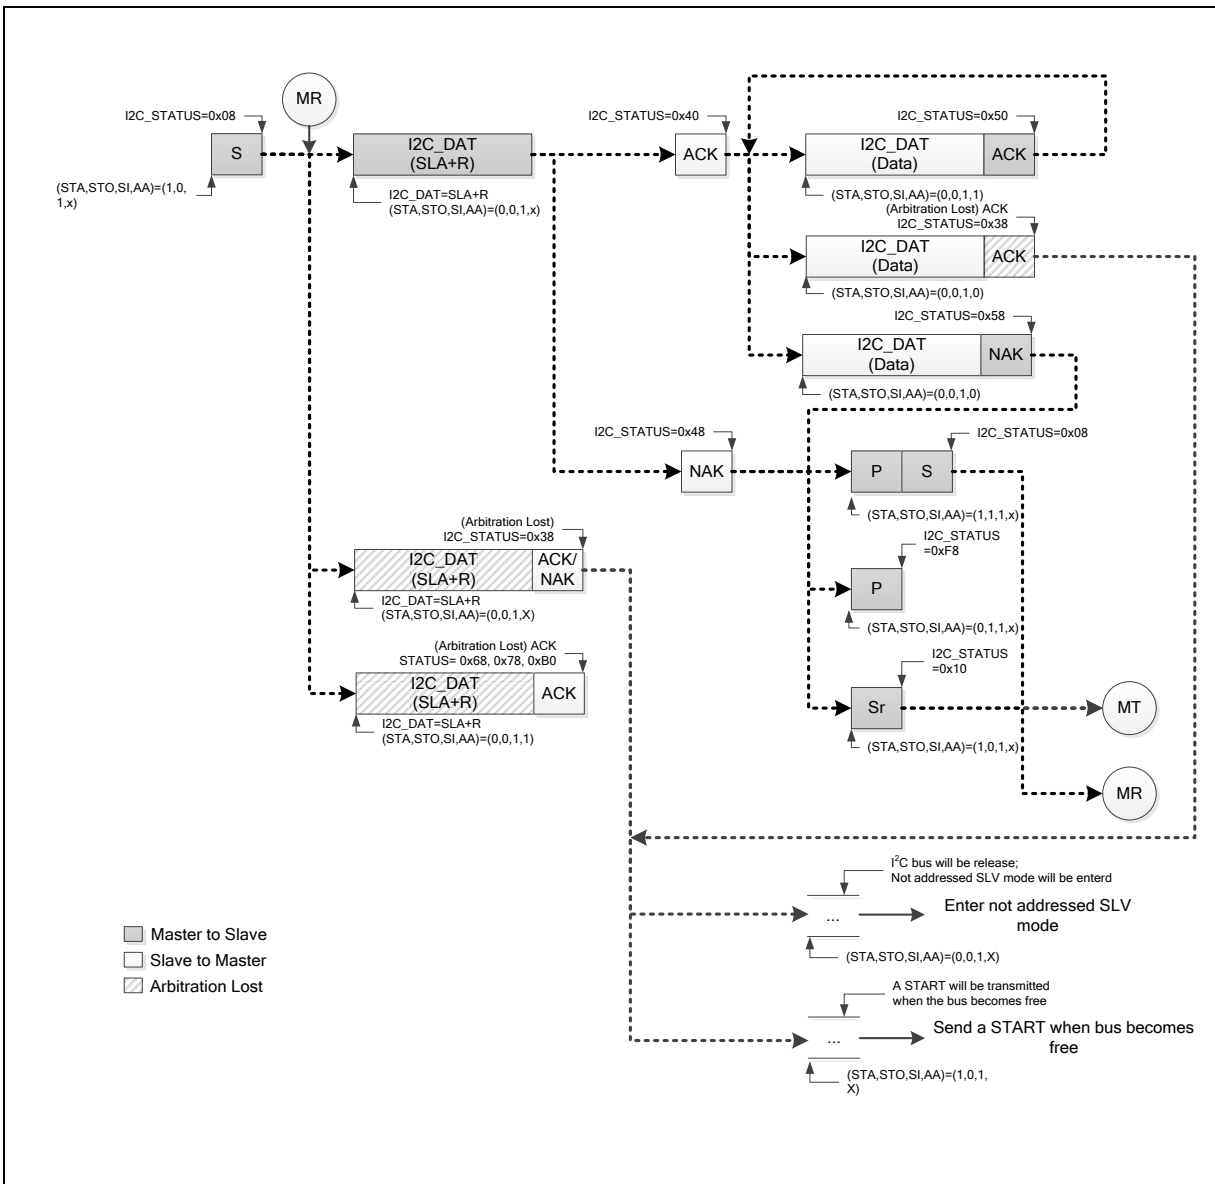 MR
I2C_STATUS=0x08
S
(STA,STO,SI,AA)=(1,0,
1,x)
I2C_DAT
(SLA+R)
I2C_DAT=SLA+R
(STA,STO,SI,AA)=(0,0,1,x)
I2C_STATUS=0x40
ACK
I2C_STATUS=0x50
I2C_DAT
(Data)
ACK
(STA,STO,SI,AA)=(0,0,1,1)
(Arbitration Lost) ACK
I2C_STATUS=0x38
I2C_DAT
(Data)
ACK
(STA,STO,SI,AA)=(0,0,1,0)
I2C_STATUS=0x58
I2C_DAT
(Data)
NAK
(STA,STO,SI,AA)=(0,0,1,0)
I2C_STATUS=0x48
NAK
I2C_STATUS=0x08
P
S
(STA,STO,SI,AA)=(1,1,1,x)
I2C_STATUS
=0xF8
P
(STA,STO,SI,AA)=(0,1,1,x)
I2C_STATUS
=0x10
Sr
(STA,STO,SI,AA)=(1,0,1,x)
MT
MR
(Arbitration Lost)
I2C_STATUS=0x38
I2C_DAT
(SLA+R)
ACK/
NAK
I2C_DAT=SLA+R
(STA,STO,SI,AA)=(0,0,1,X)
(Arbitration Lost) ACK
STATUS= 0x68, 0x78, 0xB0
I2C_DAT
(SLA+R)
ACK
I2C_DAT=SLA+R
(STA,STO,SI,AA)=(0,0,1,1)
I2C bus will be release;
Not addressed SLV mode will be enterd
...
Enter not addressed SLV
mode
(STA,STO,SI,AA)=(0,0,1,X)
A START will be transmitted
when the bus becomes free
...
Send a START when bus becomes
free
(STA,STO,SI,AA)=(1,0,1,
X)
Master to Slave
Slave to Master
Arbitration Lost